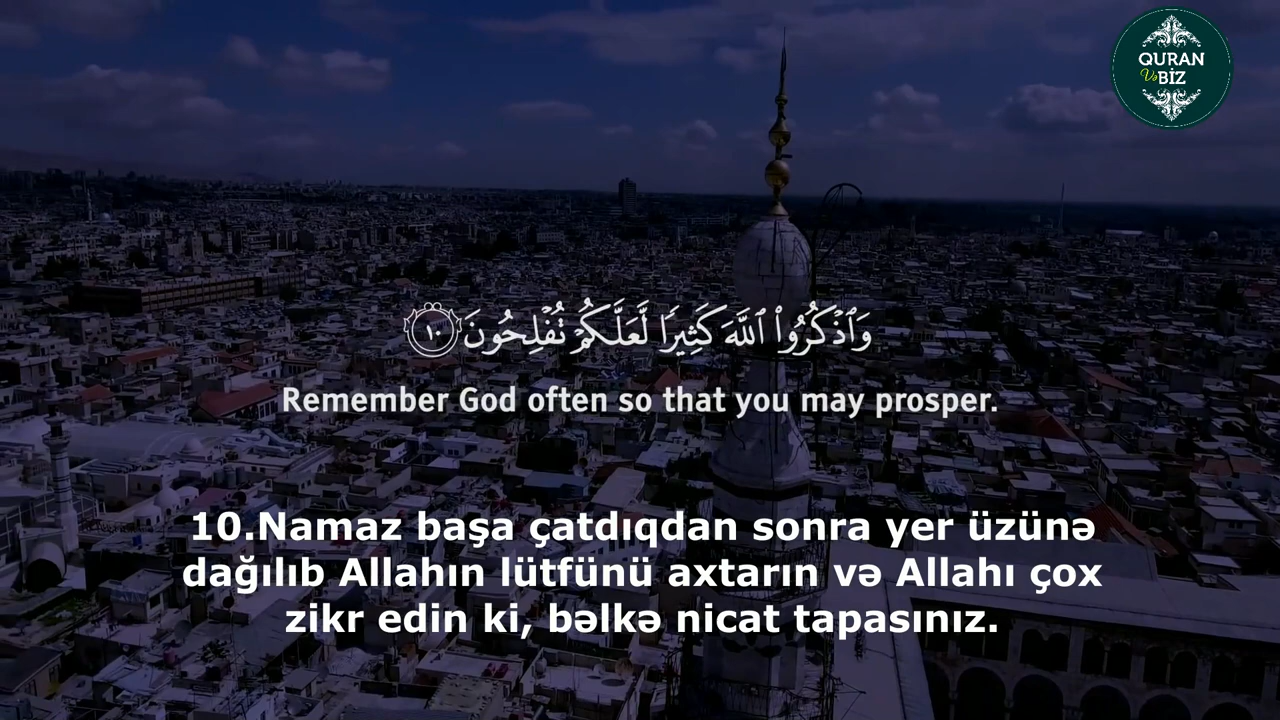 QURAN
Və BİZ
وَٱذۡكُرُواْ ٱللَّهَ كَثِيرٗا لَّعَلَّكُمۡ تُفۡلِحُونَ ١٠
Remember God often so that you may prosper.
10.Namaz başa çatdıqdan sonra yer üzünə
dağılıb Allahın lütfünü axtarın və Allahı çox
zikr edin ki, bəlkə nicat tapasınız.